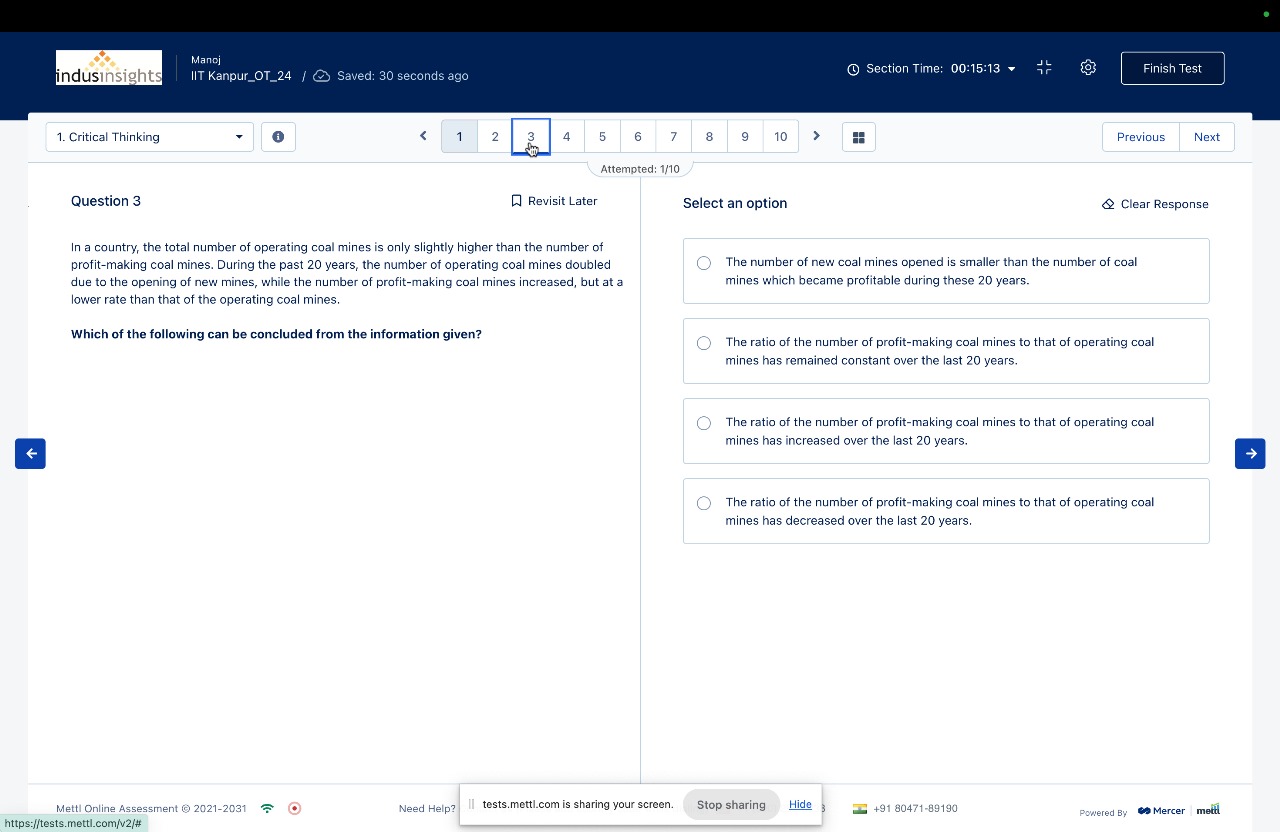 indusinsights
Manoj
IIT Kanpur_OT_24 / Saved: 30 seconds ago
Section Time: 00:15:13
Finish Test
1. Critical Thinking
1 2 3 4 5 6 7 8 9 10
Previous Next
Attempted: 1/10
Question 3
Revisit Later
In a country, the total number of operating coal mines is only slightly higher than the number of
profit-making coal mines. During the past 20 years, the number of operating coal mines doubled
due to the opening of new mines, while the number of profit-making coal mines increased, but at a
lower rate than that of the operating coal mines.
Which of the following can be concluded from the information given?
Select an option
Clear Response
The number of new coal mines opened is smaller than the number of coal
mines which became profitable during these 20 years.
The ratio of the number of profit-making coal mines to that of operating coal
mines has remained constant over the last 20 years.
The ratio of the number of profit-making coal mines to that of operating coal
mines has increased over the last 20 years.
The ratio of the number of profit-making coal mines to that of operating coal
mines has decreased over the last 20 years.
Mettl Online Assessment © 2021-2031
Need Help?
tests.mettl.com is sharing your screen.
Stop sharing
Hide
3
+91 80471-89190
Powered By Mercer | mettl
https://tests.mettl.com/v2/#